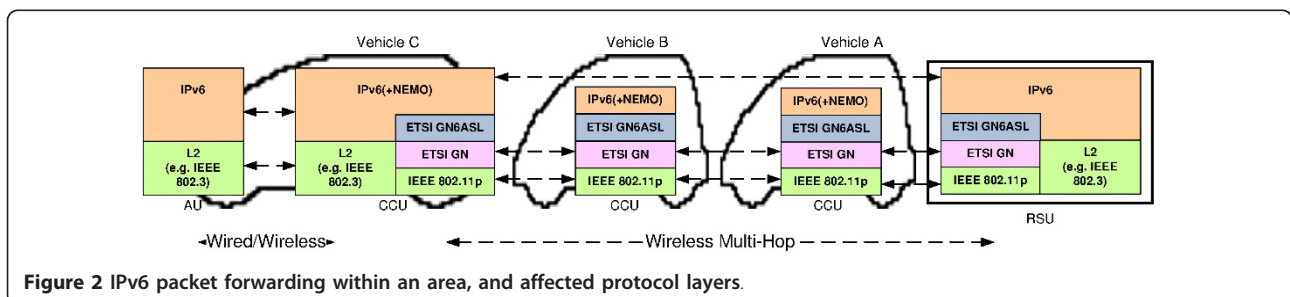 Vehicle C
Vehicle B
Vehicle A
IPv6
IPv6(+NEMO)
IPv6(+NEMO)
IPv6(+NEMO)
IPv6
ETSI GN6ASL
ETSI GN6ASL
ETSI GN6ASL
ETSI GN6ASL
L2
(e.g. IEEE
802.3)
L2
(e.g. IEEE
802.3)
ETSI GN
ETSI GN
ETSI GN
ETSI GN
L2
(e.g. IEEE
802.3)
IEEE 802.11p
IEEE 802.11p
IEEE 802.11p
IEEE 802.11p
AU
CCU
CCU
CCU
RSU
Wired/Wireless
Wireless Multi-Hop
Figure 2 IPv6 packet forwarding within an area, and affected protocol layers.